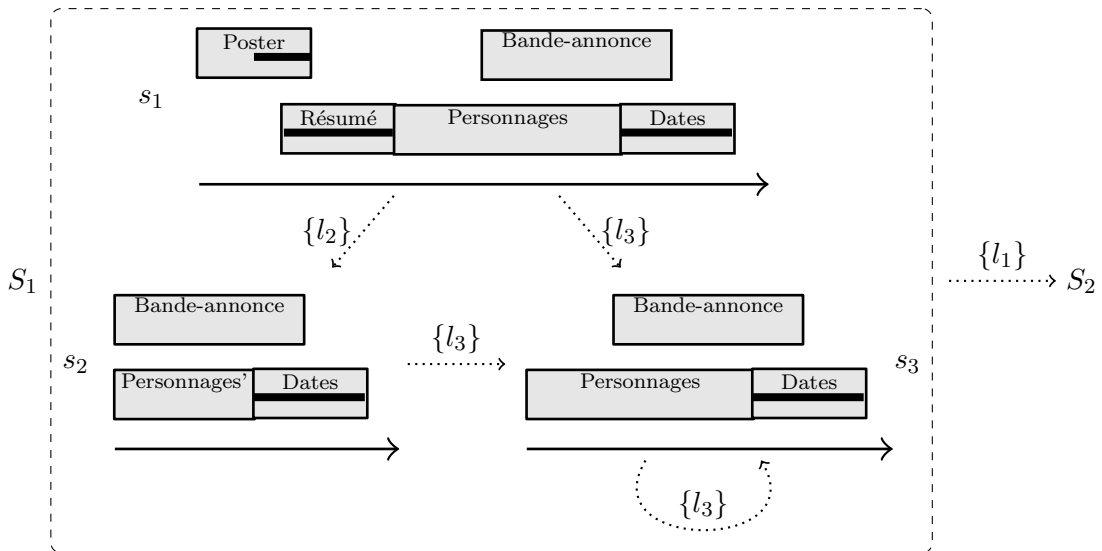 Poster
Bande-annonce
s1
Résumé
Personnages
Dates
{l2}
{l3}
S1
{l1}
S2
Bande-annonce
Bande-annonce
{l3}
s2
s3
Personnages’
Dates
Personnages
Dates
{l3}